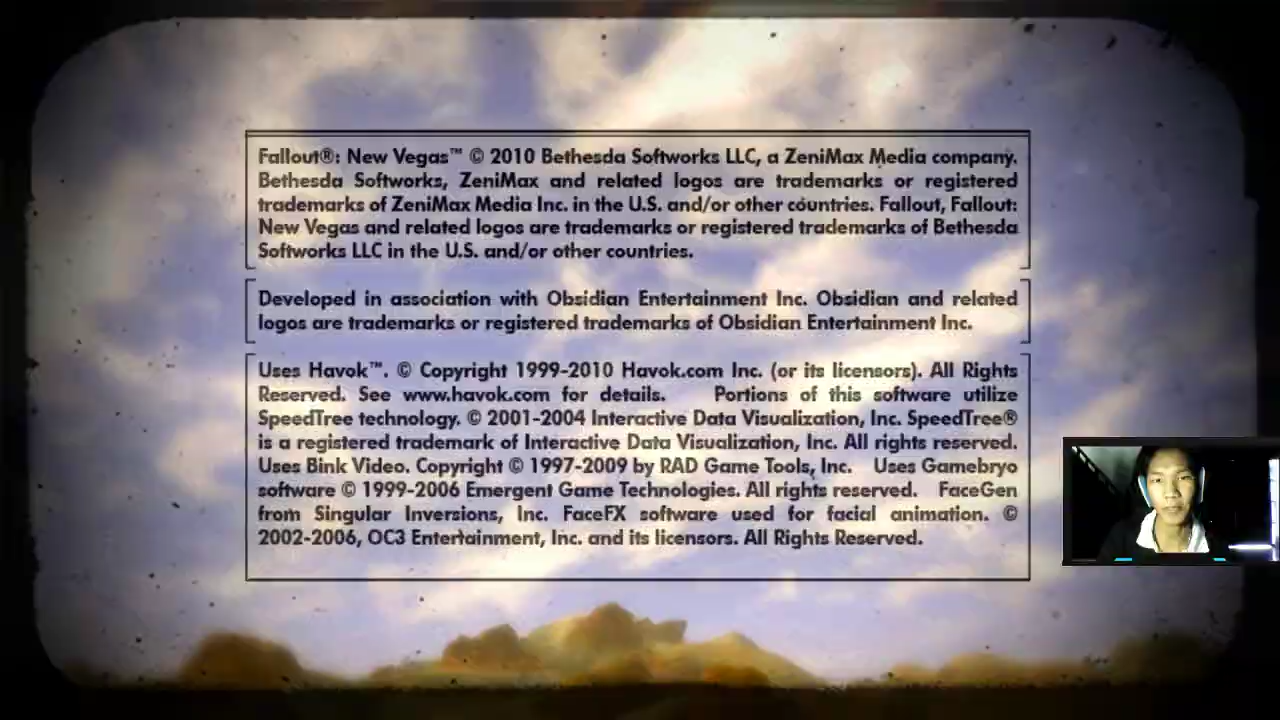 Fallout®: New Vegas™ © 2010 Bethesda Softworks LLC, a ZeniMax Media company.
Bethesda Softworks, ZeniMax and related logos are trademarks or registered
trademarks of ZeniMax Media Inc. in the U.S. and/or other countries. Fallout, Fallout:
New Vegas and related logos are trademarks or registered trademarks of Bethesda
Softworks LLC in the U.S. and/or other countries.
Developed in association with Obsidian Entertainment Inc. Obsidian and related
logos are trademarks or registered trademarks of Obsidian Entertainment Inc.
Uses Havok™. © Copyright 1999-2010 Havok.com Inc. (or its licensors). All Rights
Reserved. See www.havok.com for details. Portions of this software utilize
SpeedTree technology. © 2001-2004 Interactive Data Visualization, Inc. SpeedTree®
is a registered trademark of Interactive Data Visualization, Inc. All rights reserved.
Uses Bink Video. Copyright © 1997-2009 by RAD Game Tools, Inc. Uses Gamebryo
software © 1999-2006 Emergent Game Technologies. All rights reserved. FaceGen
from Singular Inversions, Inc. FaceFX software used for facial animation. ©
2002-2006, OC3 Entertainment, Inc. and its licensors. All Rights Reserved.